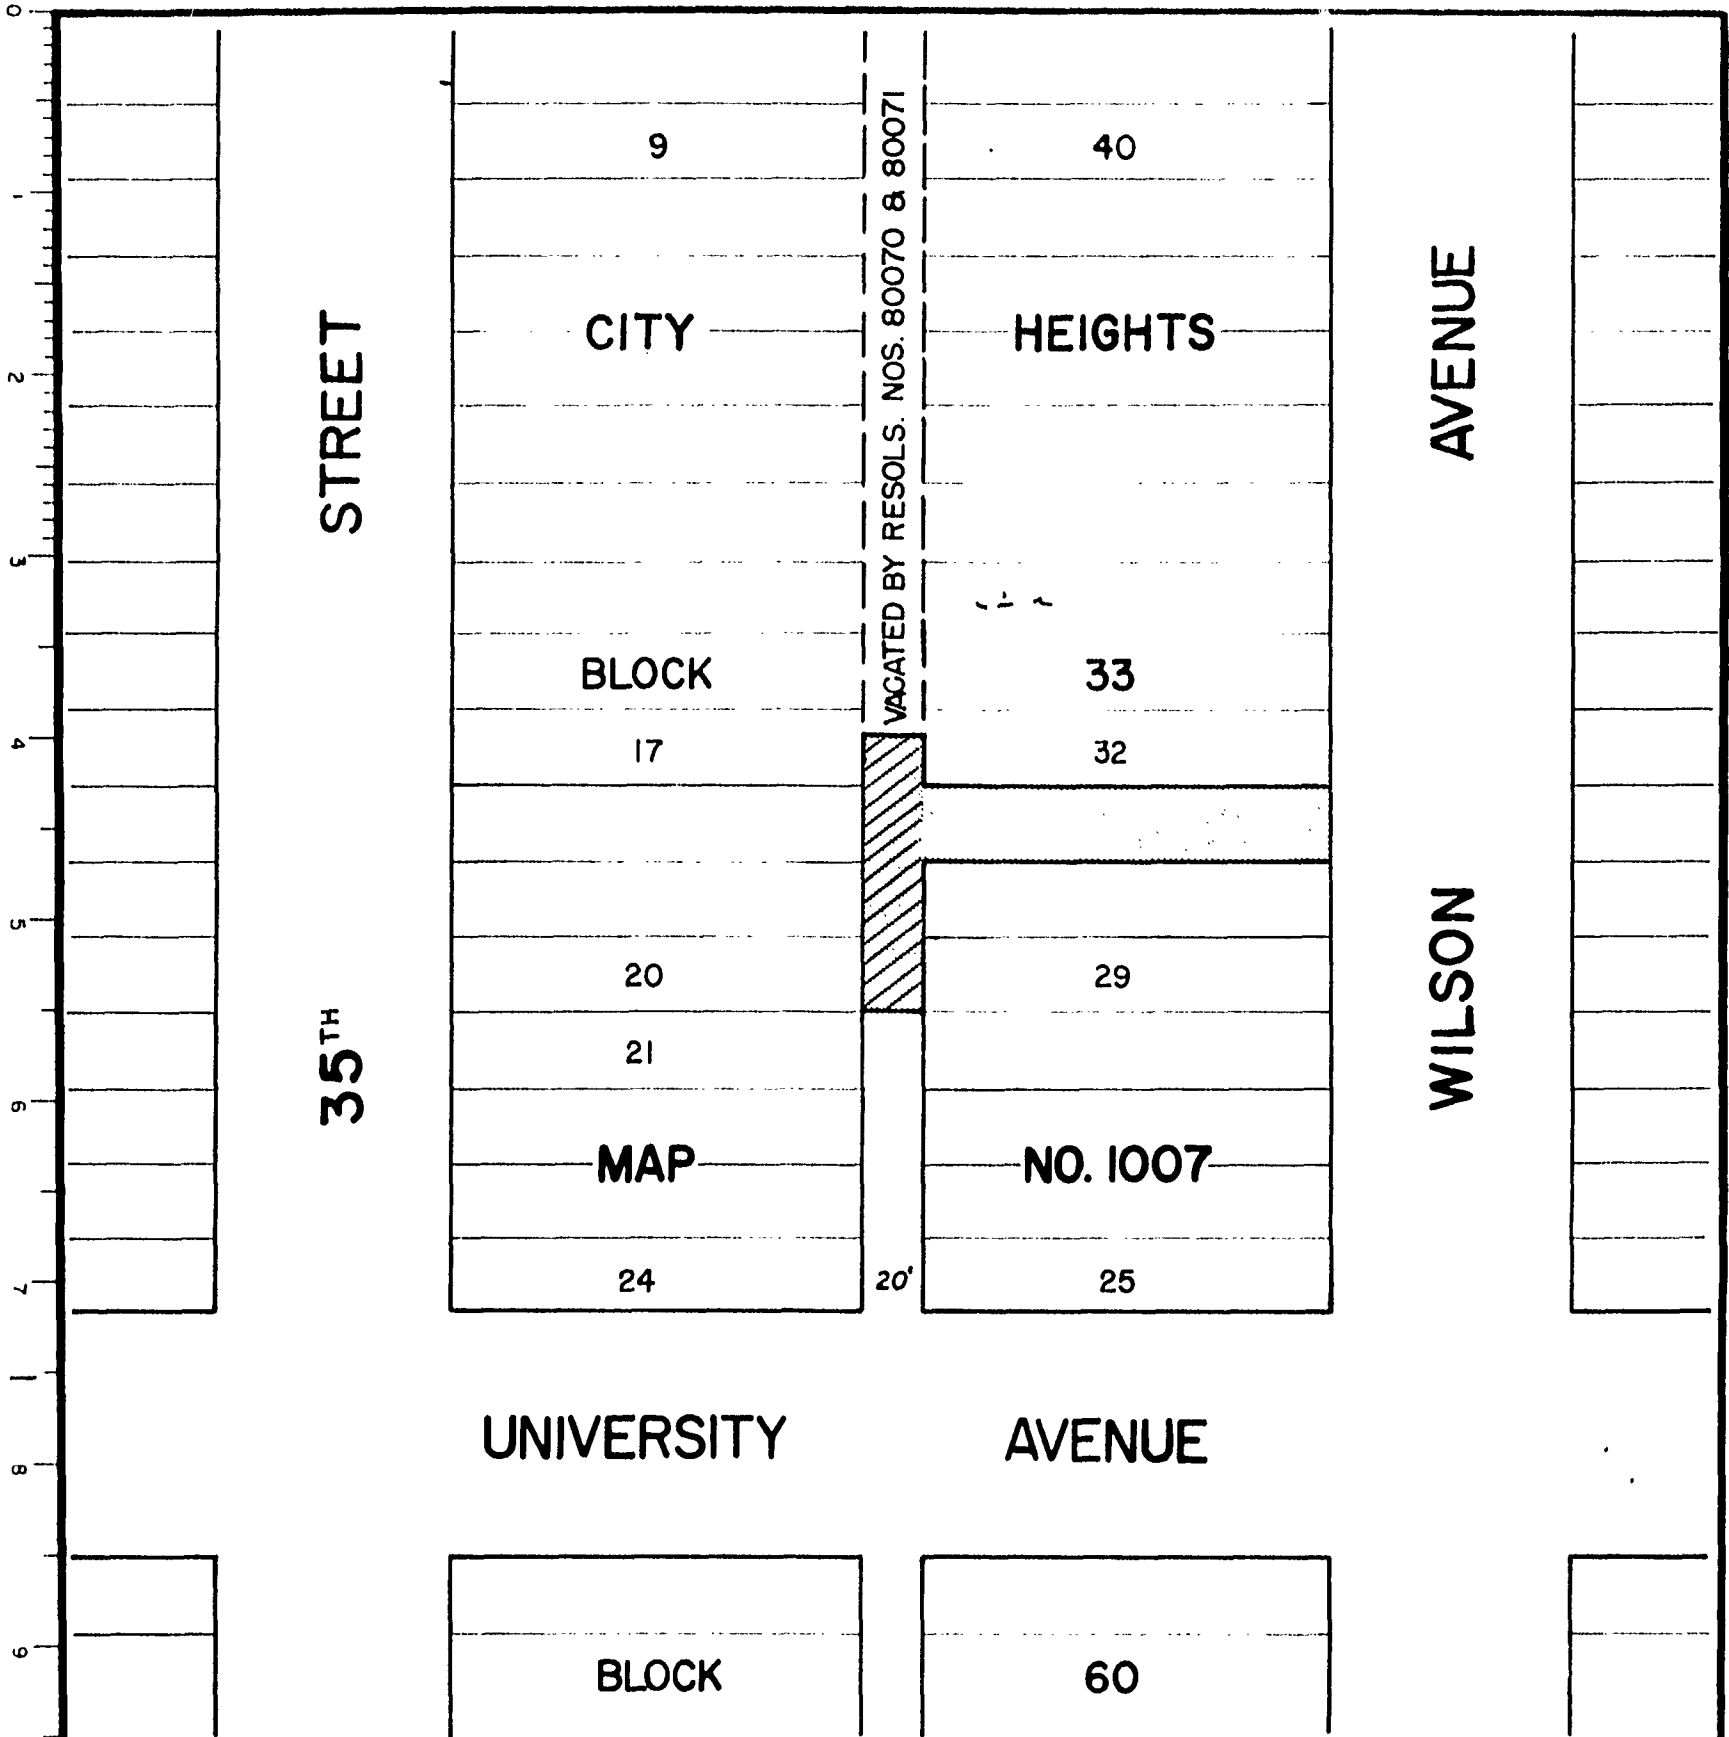 0
1
2
3
4
5
6
7
8
9
9
40
VACATED BY RESOLS. NOS. 80070 & 80071
CITY HEIGHTS
35TH STREET
WILSON AVENUE
BLOCK 33
17
32
20
29
21
MAP NO. 1007
24
20'
25
UNIVERSITY AVENUE
BLOCK 60